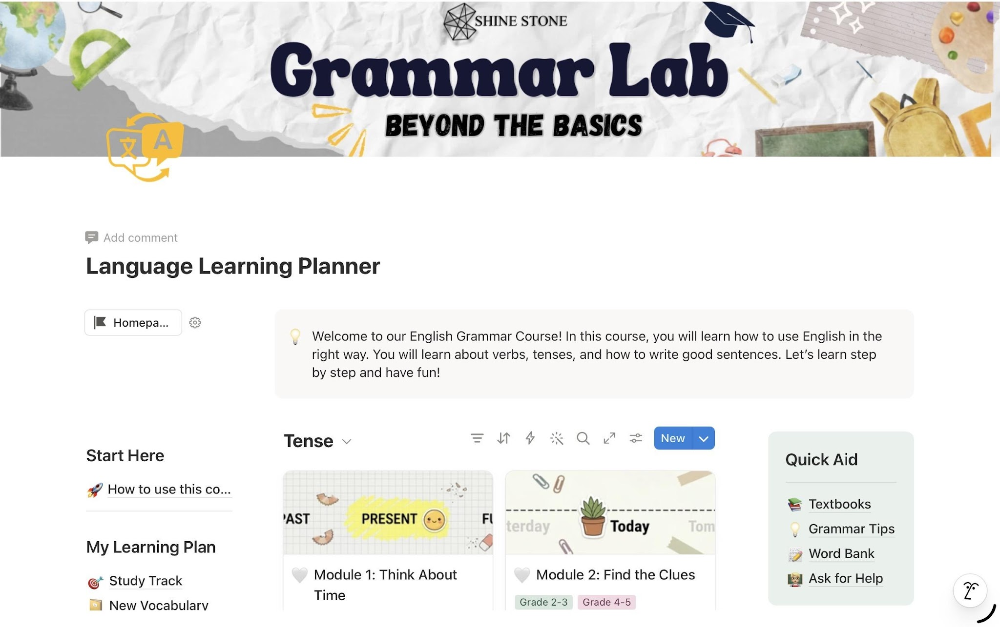 SHINE STONE
Grammar Lab
BEYOND THE BASICS
文 A
Add comment
Language Learning Planner
Homepa...
Welcome to our English Grammar Course! In this course, you will learn how to use English in the
right way. You will learn about verbs, tenses, and how to write good sentences. Let’s learn step
by step and have fun!
Start Here
How to use this co...
My Learning Plan
Study Track
New Vocabulary
Tense
New
PAST PRESENT FU
Module 1: Think About
Time
terday Today Tom
Module 2: Find the Clues
Grade 2-3 Grade 4-5
Quick Aid
Textbooks
Grammar Tips
Word Bank
Ask for Help